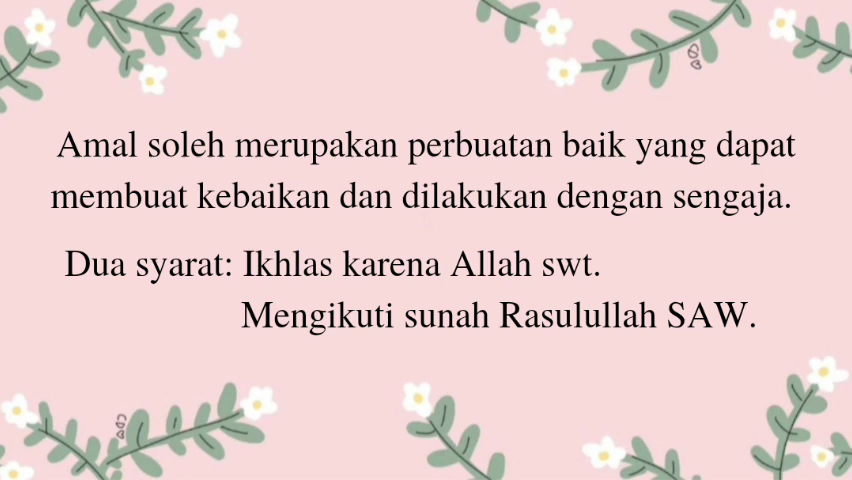 Amal soleh merupakan perbuatan baik yang dapat
membuat kebaikan dan dilakukan dengan sengaja.
Dua syarat: Ikhlas karena Allah swt.
Mengikuti sunah Rasulullah SAW.